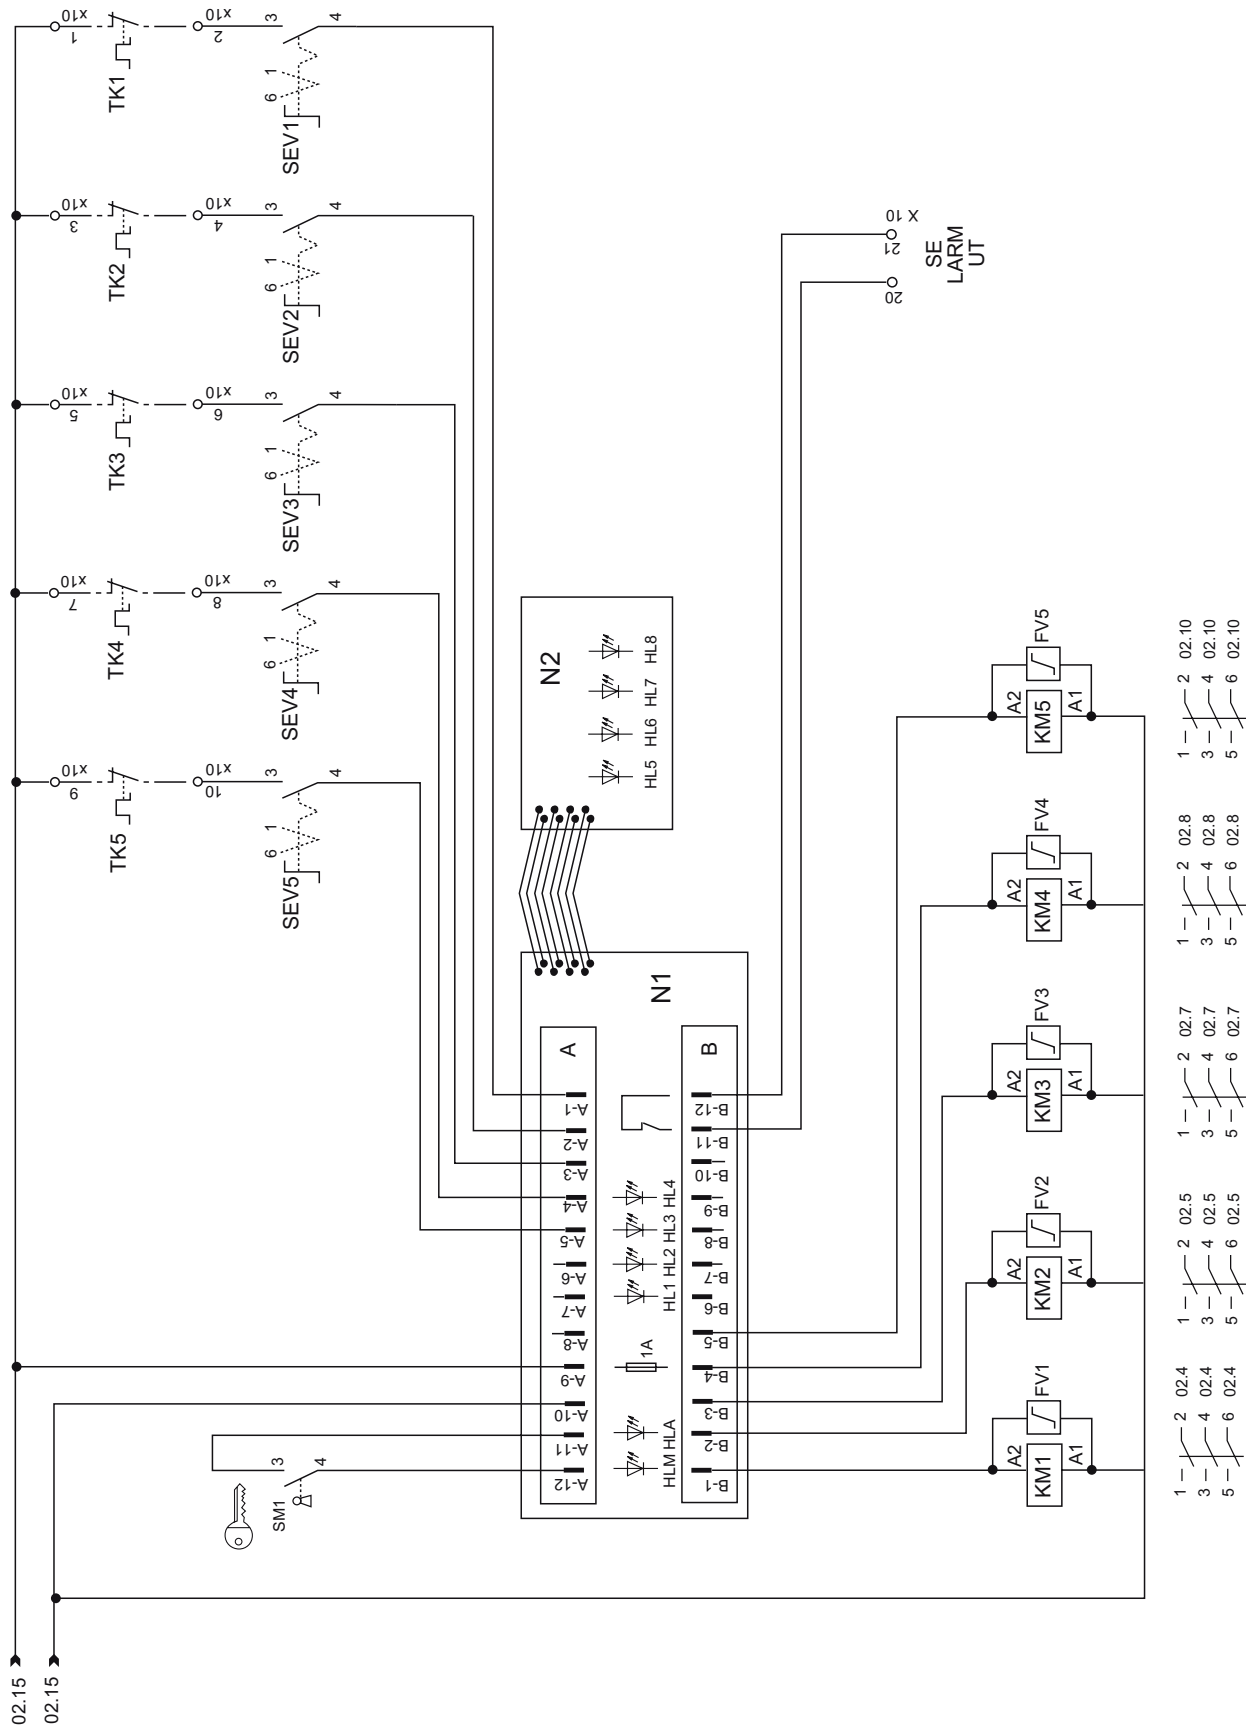 02.15
02.15
x10
1
x10
2
TK1
3
4
1
6
SEV1
x10
3
x10
4
TK2
3
4
1
6
SEV2
x10
5
x10
6
TK3
3
4
1
6
SEV3
x10
7
x10
8
TK4
3
4
1
6
SEV4
x10
9
x10
10
TK5
3
4
1
6
SEV5
SM1
3
4
N2
HL5
HL6
HL7
HL8
N1
A
A-12
A-11
A-10
A-9
A-8
A-7
A-6
A-5
A-4
A-3
A-2
A-1
HLM
HLA
1A
HL1
HL2
HL3
HL4
B
B-1
B-2
B-3
B-4
B-5
B-6
B-7
B-8
B-9
B-10
B-11
B-12
X 10
21
20
SE
LARM
UT
A2
KM1
A1
FV1
A2
KM2
A1
FV2
A2
KM3
A1
FV3
A2
KM4
A1
FV4
A2
KM5
A1
FV5
1 2 02.4
3 4 02.4
5 6 02.4
1 2 02.5
3 4 02.5
5 6 02.5
1 2 02.7
3 4 02.7
5 6 02.7
1 2 02.8
3 4 02.8
5 6 02.8
1 2 02.10
3 4 02.10
5 6 02.10